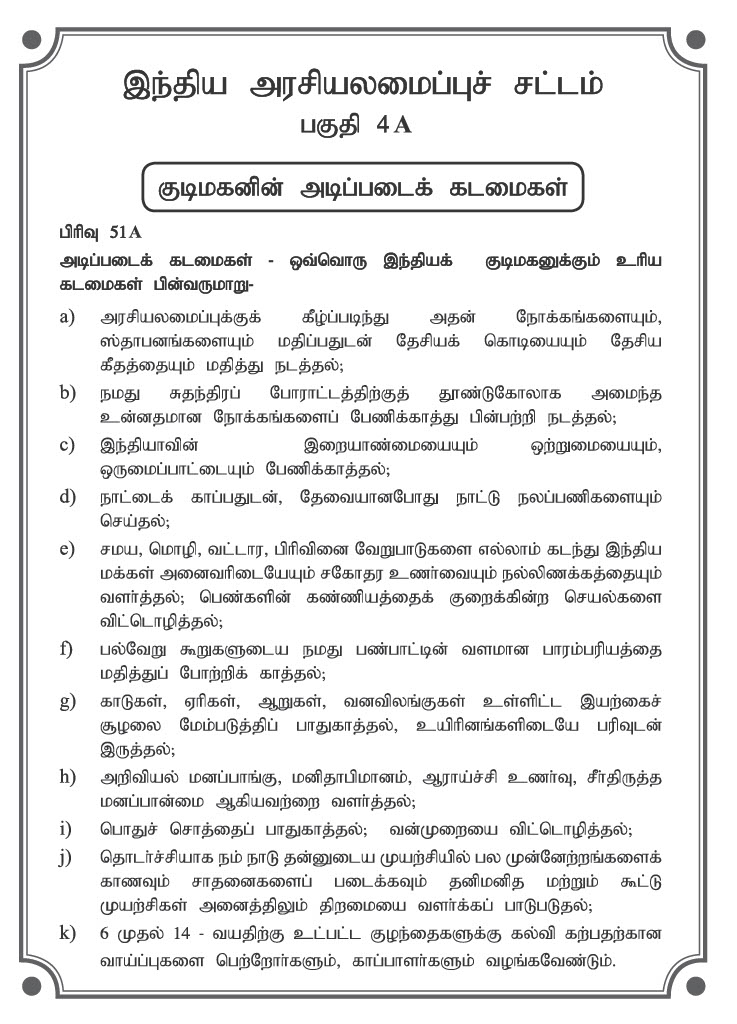 இந்திய அரசியலமைப்புச் சட்டம்
பகுதி 4A
குடிமகனின் அடிப்படைக் கடமைகள்
பிரிவு 51A
அடிப்படைக் கடமைகள் - ஒவ்வொரு இந்தியக் குடிமகனுக்கும் உரிய
கடமைகள் பின்வருமாறு-
a) அரசியலமைப்புக்குக் கீழ்ப்படிந்து அதன் நோக்கங்களையும்,
ஸ்தாபனங்களையும் மதிப்பதுடன் தேசியக் கொடியையும் தேசிய
கீதத்தையும் மதித்து நடத்தல்;
b) நமது சுதந்திரப் போராட்டத்திற்குத் தூண்டுகோலாக அமைந்த
உன்னதமான நோக்கங்களைப் பேணிக்காத்து பின்பற்றி நடத்தல்;
c) இந்தியாவின் இறையாண்மையையும் ஒற்றுமையையும்,
ஒருமைப்பாட்டையும் பேணிக்காத்தல்;
d) நாட்டைக் காப்பதுடன், தேவையானபோது நாட்டு நலப்பணிகளையும்
செய்தல்;
e) சமய, மொழி, வட்டார, பிரிவினை வேறுபாடுகளை எல்லாம் கடந்து இந்திய
மக்கள் அனைவரிடையேயும் சகோதர உணர்வையும் நல்லிணக்கத்தையும்
வளர்த்தல்; பெண்களின் கண்ணியத்தைக் குறைக்கின்ற செயல்களை
விட்டொழித்தல்;
f) பல்வேறு கூறுகளுடைய நமது பண்பாட்டின் வளமான பாரம்பரியத்தை
மதித்துப் போற்றிக் காத்தல்;
g) காடுகள், ஏரிகள், ஆறுகள், வனவிலங்குகள் உள்ளிட்ட இயற்கைச்
சூழலை மேம்படுத்திப் பாதுகாத்தல், உயிரினங்களிடையே பரிவுடன்
இருத்தல்;
h) அறிவியல் மனப்பாங்கு, மனிதாபிமானம், ஆராய்ச்சி உணர்வு, சீர்திருத்த
மனப்பான்மை ஆகியவற்றை வளர்த்தல்;
i) பொதுச் சொத்தைப் பாதுகாத்தல்; வன்முறையை விட்டொழித்தல்;
j) தொடர்ச்சியாக நம் நாடு தன்னுடைய முயற்சியில் பல முன்னேற்றங்களைக்
காணவும் சாதனைகளைப் படைக்கவும் தனிமனித மற்றும் கூட்டு
முயற்சிகள் அனைத்திலும் திறமையை வளர்க்கப் பாடுபடுதல்;
k) 6 முதல் 14 - வயதிற்கு உட்பட்ட குழந்தைகளுக்கு கல்வி கற்பதற்கான
வாய்ப்புகளை பெற்றோர்களும், காப்பாளர்களும் வழங்கவேண்டும்.